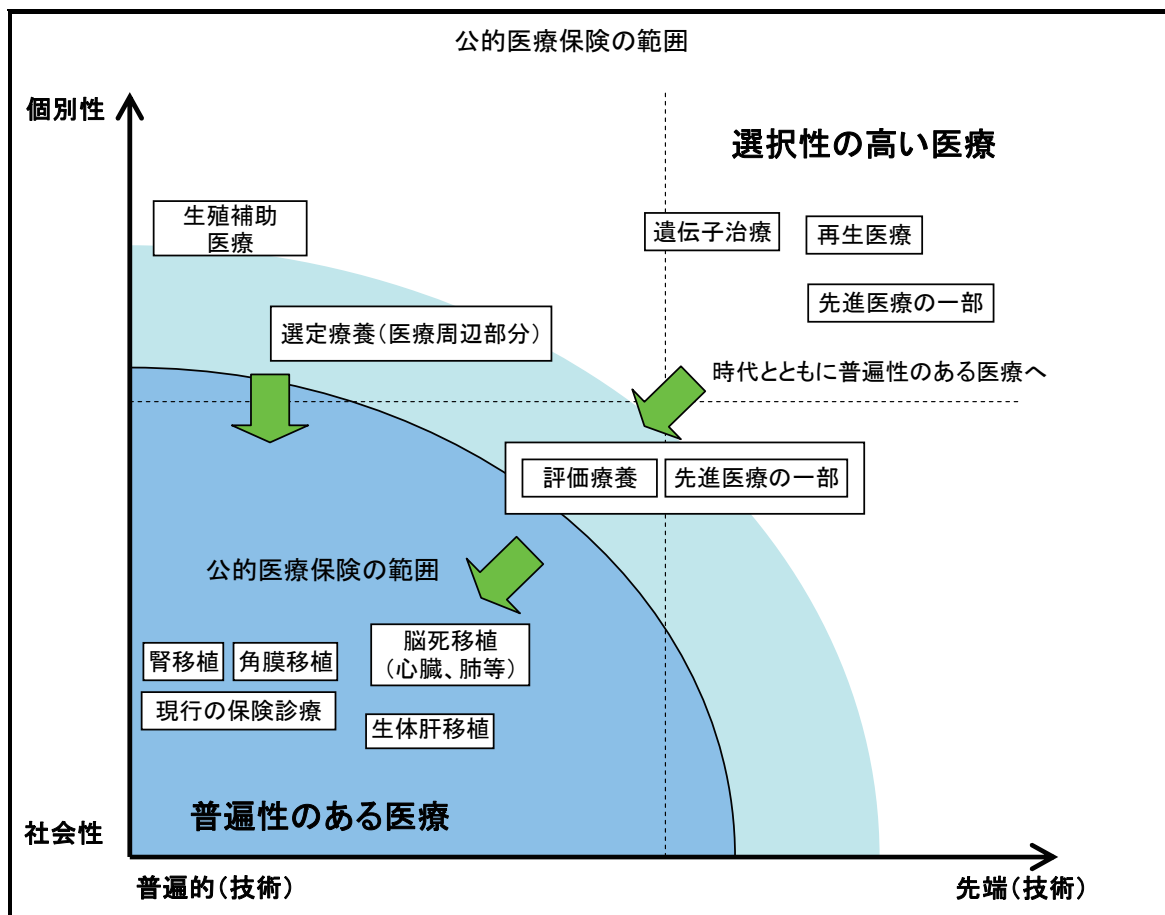 公的医療保険の範囲
個別性
選択性の高い医療
生殖補助
医療
遺伝子治療
再生医療
先進医療の一部
選定療養（医療周辺部分）
時代とともに普遍性のある医療へ
評価療養
先進医療の一部
公的医療保険の範囲
脳死移植
（心臓、肺等）
腎移植
角膜移植
現行の保険診療
生体肝移植
普遍性のある医療
社会性
普遍的（技術）
先端（技術）